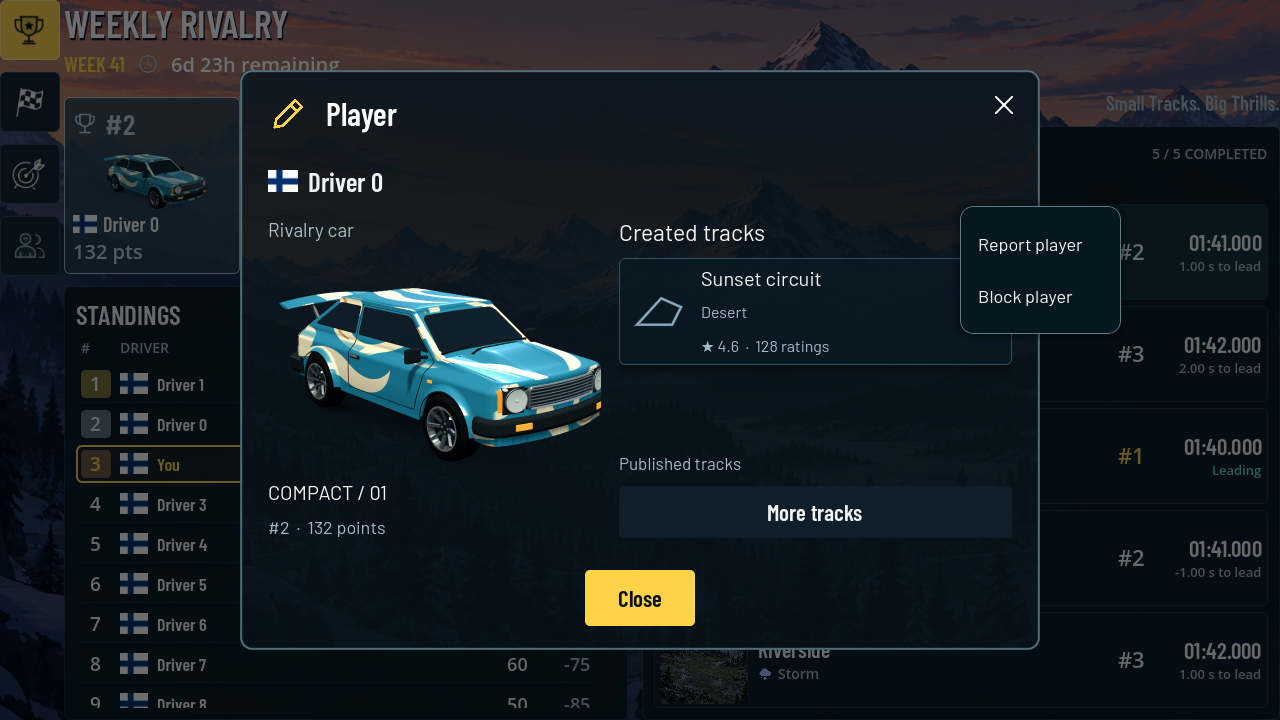 WEEKLY RIVALRY
WEEK 41 6d 23h remaining
Small Tracks. Big Thrills.
#2
Driver 0
132 pts
STANDINGS
# DRIVER
1 Driver 1
2 Driver 0
3 You
4 Driver 3
5 Driver 4
6 Driver 5
7 Driver 6
8 Driver 7 60 -75
9 Driver 8 50 -85
Player
Driver 0
Rivalry car
COMPACT / 01
#2 · 132 points
Created tracks
Sunset circuit
Desert
★ 4.6 · 128 ratings
Published tracks
More tracks
Close
Report player
Block player
5 / 5 COMPLETED
#2 01:41.000
1.00 s to lead
#3 01:42.000
2.00 s to lead
#1 01:40.000
Leading
#2 01:41.000
-1.00 s to lead
Riverside
Storm
#3 01:42.000
1.00 s to lead